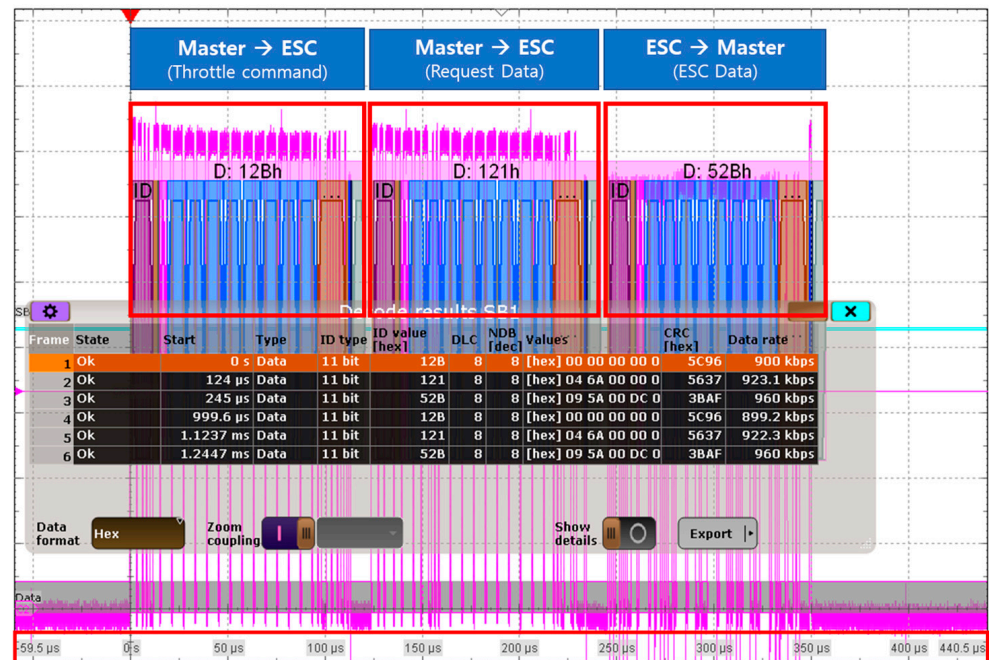 Master → ESC
(Throttle command)
Master → ESC
(Request Data)
ESC → Master
(ESC Data)
D: 12Bh
D: 121h
D: 52Bh
ID
...
ID
...
ID
...
Decode results SB1
Frame State Start Type ID type ID value [hex] DLC NDB [dec] Values CRC [hex] Data rate
1 Ok 0 s Data 11 bit 12B 8 8 [hex] 00 00 00 00 0 5C96 900 kbps
2 Ok 124 µs Data 11 bit 121 8 8 [hex] 04 6A 00 00 0 5637 923.1 kbps
3 Ok 245 µs Data 11 bit 52B 8 8 [hex] 09 5A 00 DC 0 3BAF 960 kbps
4 Ok 999.6 µs Data 11 bit 12B 8 8 [hex] 00 00 00 00 0 5C96 899.2 kbps
5 Ok 1.1237 ms Data 11 bit 121 8 8 [hex] 04 6A 00 00 0 5637 922.3 kbps
6 Ok 1.2447 ms Data 11 bit 52B 8 8 [hex] 09 5A 00 DC 0 3BAF 960 kbps
Data format
Hex
Zoom coupling
Show details
Export
Data
-59.5 µs 0 s 50 µs 100 µs 150 µs 200 µs 250 µs 300 µs 350 µs 400 µs 440.5 µs